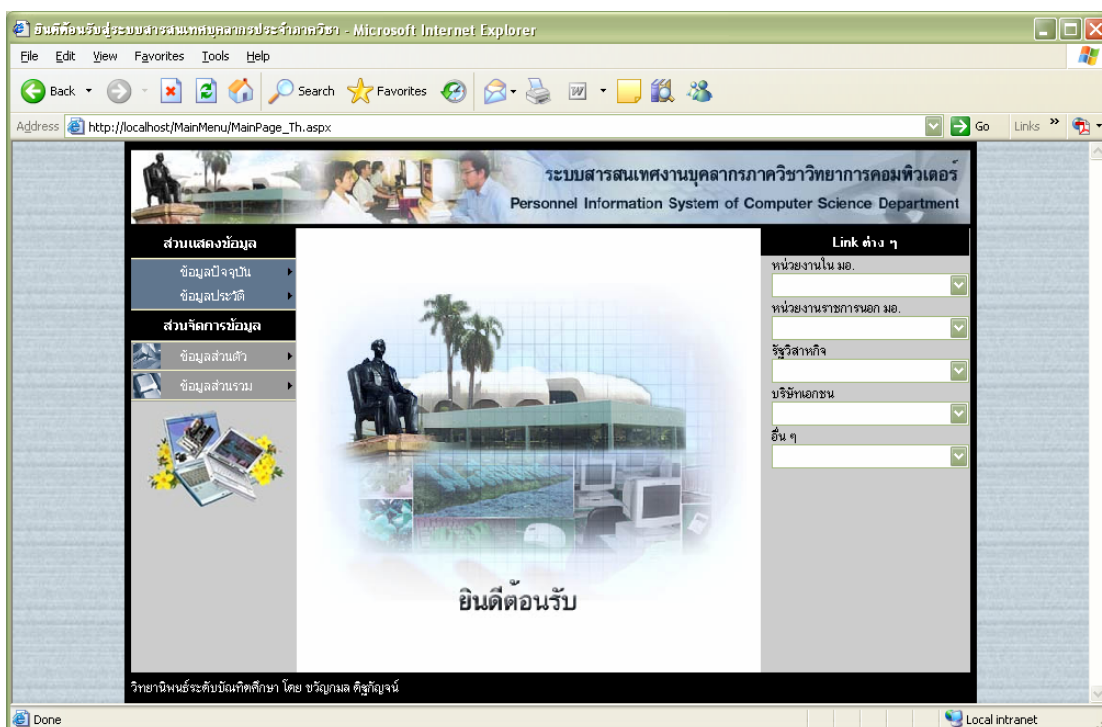 ยินดีต้อนรับสู่ระบบสารสนเทศบุคลากรประจำภาควิชา - Microsoft Internet Explorer
File Edit View Favorites Tools Help
Back Search Favorites
Address http://localhost/MainMenu/MainPage_Th.aspx Go Links »
ระบบสารสนเทศงานบุคลากรภาควิชาวิทยาการคอมพิวเตอร์
Personnel Information System of Computer Science Department
ส่วนแสดงข้อมูล
ข้อมูลปัจจุบัน
ข้อมูลประวัติ
ส่วนจัดการข้อมูล
ข้อมูลส่วนตัว
ข้อมูลส่วนรวม
ยินดีต้อนรับ
Link ต่าง ๆ
หน่วยงานใน มอ.
หน่วยงานราชการนอก มอ.
รัฐวิสาหกิจ
บริษัทเอกชน
อื่น ๆ
วิทยานิพนธ์ระดับบัณฑิตศึกษา โดย ขวัญกมล ดิฐกัญจน์
Done Local intranet